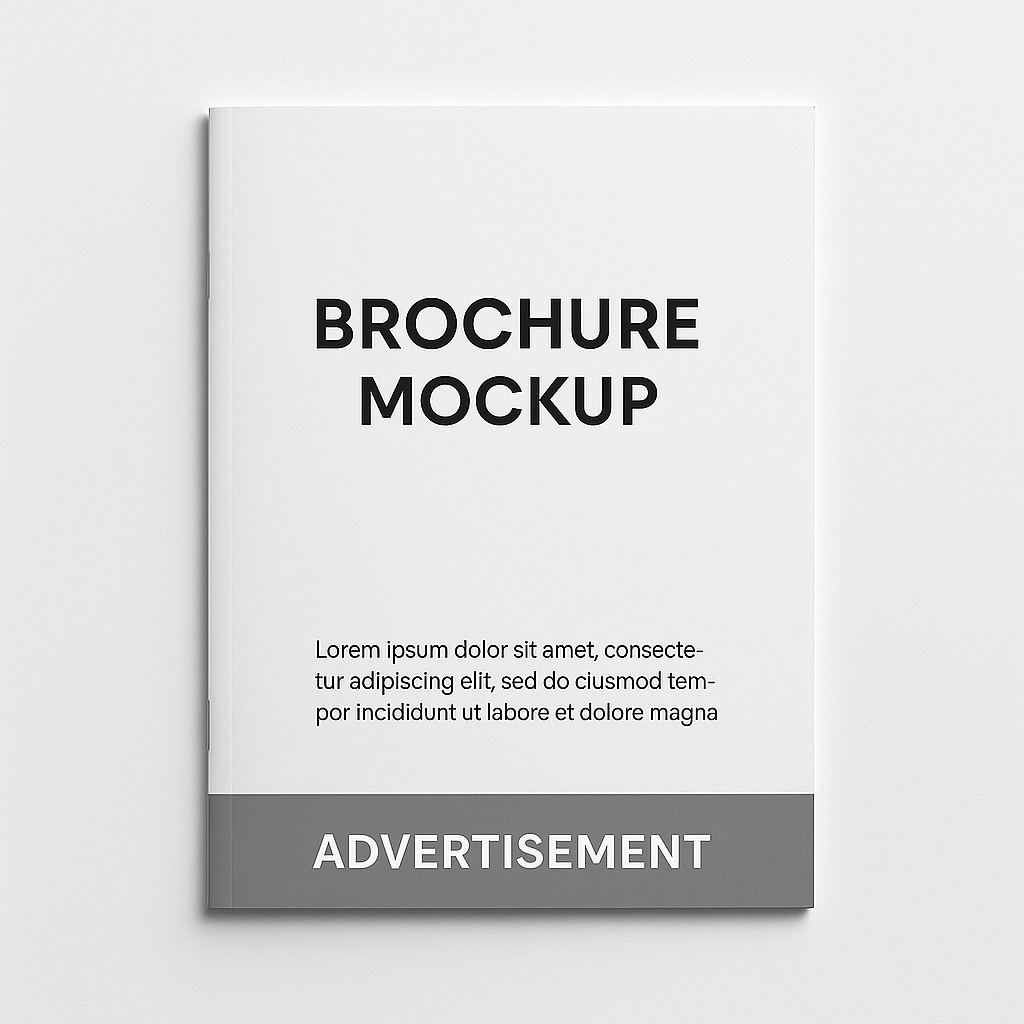 BROCHURE
MOCKUP
Lorem ipsum dolor sit amet, consecte-
tur adipiscing elit, sed do ciusmod tem-
por incididunt ut labore et dolore magna
ADVERTISEMENT